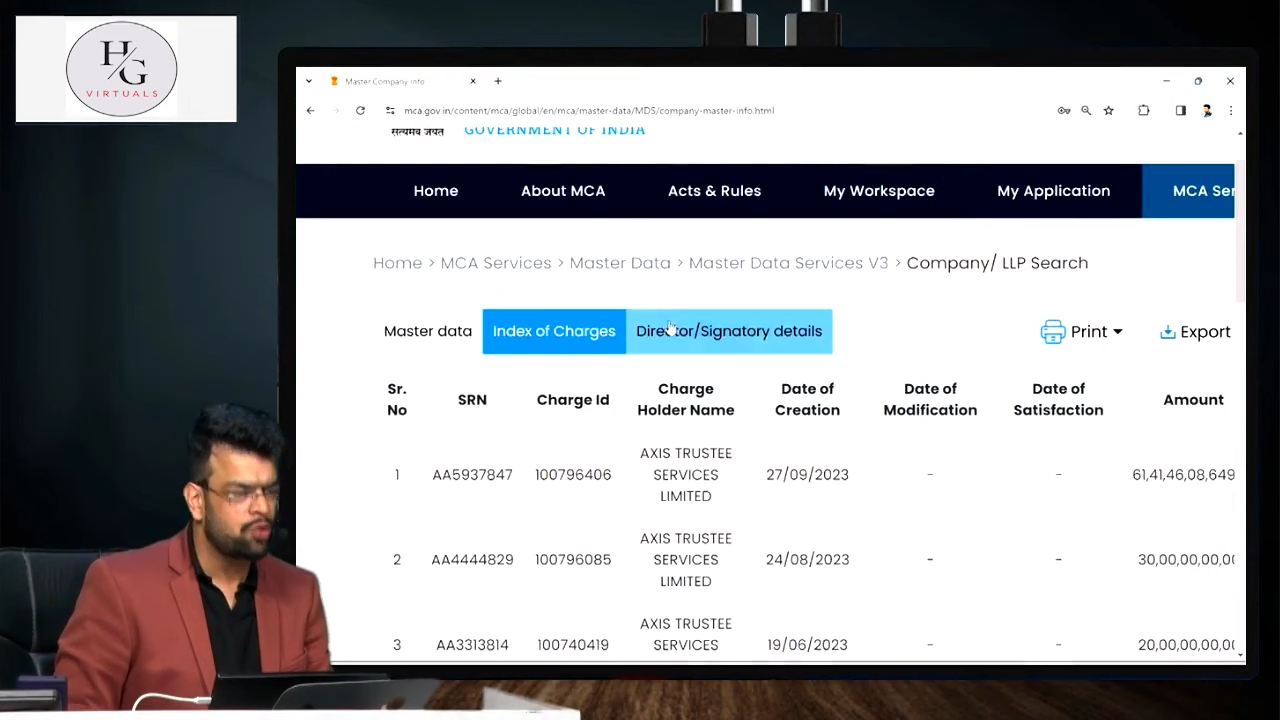 H/G
VIRTUALS
Master Company Info
mca.gov.in/content/mca/global/en/mca/master-data/MDS/company-master-info.html
सत्यमेव जयते GOVERNMENT OF INDIA
Home About MCA Acts & Rules My Workspace My Application MCA Ser
Home > MCA Services > Master Data > Master Data Services V3 > Company/ LLP Search
Master data Index of Charges Director/Signatory details Print Export
Sr. No SRN Charge Id Charge Holder Name Date of Creation Date of Modification Date of Satisfaction Amount
1 AA5937847 100796406 AXIS TRUSTEE SERVICES LIMITED 27/09/2023 - - 61,41,46,08,649
2 AA4444829 100796085 AXIS TRUSTEE SERVICES LIMITED 24/08/2023 - - 30,00,00,00,00
3 AA3313814 100740419 AXIS TRUSTEE SERVICES 19/06/2023 - - 20,00,00,00,00